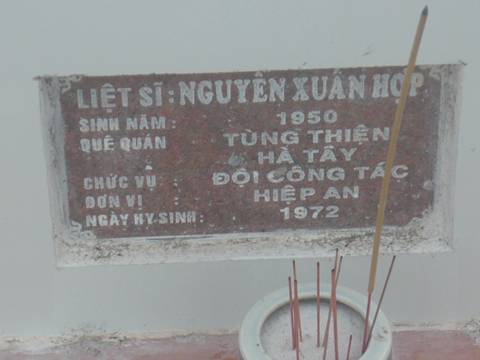 LIỆT SĨ : NGUYỄN XUÂN HỢP
SINH NĂM : 1950
QUÊ QUÁN TÙNG THIỆN
HÀ TÂY
CHỨC VỤ : ĐỘI CÔNG TÁC
ĐƠN VỊ : HIỆP AN
NGÀY HY SINH : 1972